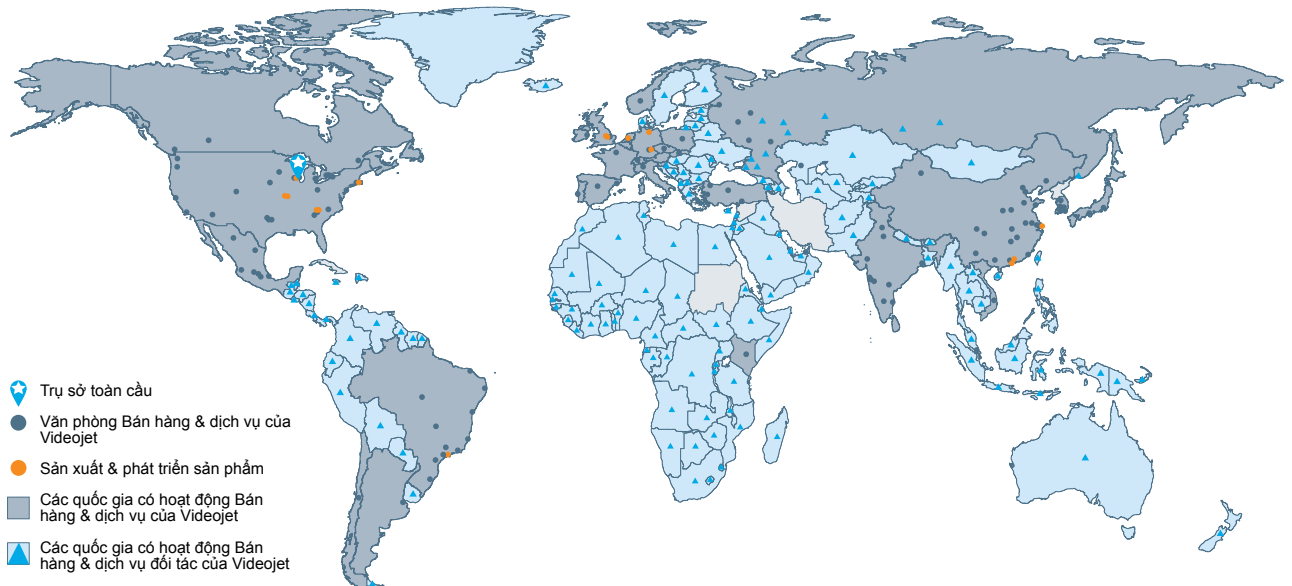 Trụ sở toàn cầu
Văn phòng Bán hàng & dịch vụ của
Videojet
Sản xuất & phát triển sản phẩm
Các quốc gia có hoạt động Bán
hàng & dịch vụ của Videojet
Các quốc gia có hoạt động Bán
hàng & dịch vụ đối tác của Videojet